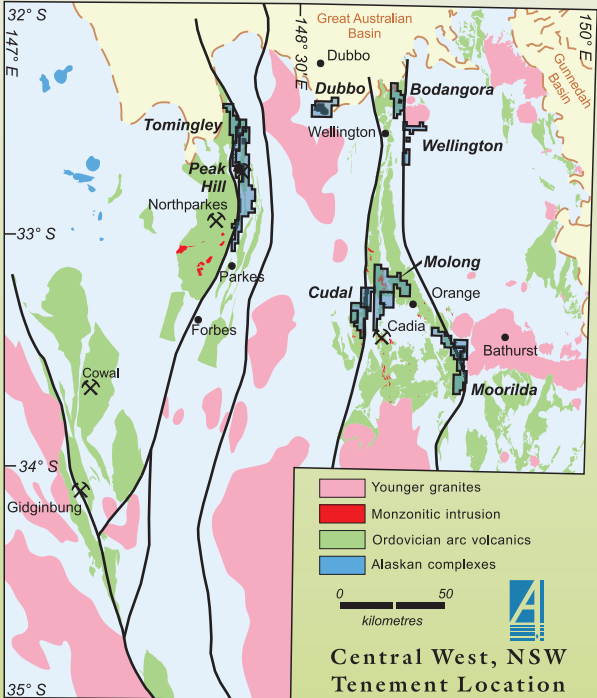 32° S
147° E
148° 30' E
150° E
Great Australian
Basin
Gunnedah
Basin
Dubbo
Dubbo
Bodangora
Tomingley
Wellington
Wellington
Peak
Hill
Northparkes
33° S
Parkes
Molong
Cudal
Orange
Forbes
Cadia
Bathurst
Cowal
Moorilda
34° S
Gidginbung
Younger granites
Monzonitic intrusion
Ordovician arc volcanics
Alaskan complexes
0 50
kilometres
Central West, NSW
Tenement Location
35° S